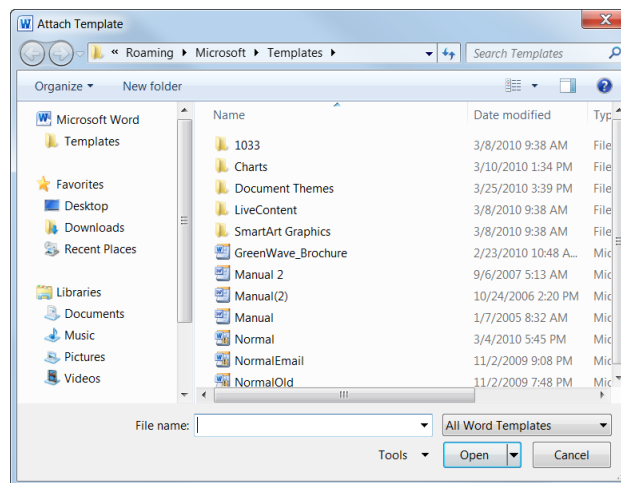 Attach Template
« Roaming ▸ Microsoft ▸ Templates ▸ Search Templates
Organize ▾ New folder
Microsoft Word
Templates
Favorites
Desktop
Downloads
Recent Places
Libraries
Documents
Music
Pictures
Videos
Name Date modified Typ
1033 3/8/2010 9:38 AM File
Charts 3/10/2010 1:34 PM File
Document Themes 3/25/2010 3:39 PM File
LiveContent 3/8/2010 9:38 AM File
SmartArt Graphics 3/8/2010 9:38 AM File
GreenWave_Brochure 2/23/2010 10:48 A... Mic
Manual 2 9/6/2007 5:13 AM Mic
Manual(2) 10/24/2006 2:20 PM Mic
Manual 1/7/2005 8:32 AM Mic
Normal 3/4/2010 5:45 PM Mic
NormalEmail 11/2/2009 9:08 PM Mic
NormalOld 11/2/2009 7:48 PM Mic
File name: All Word Templates
Tools Open Cancel